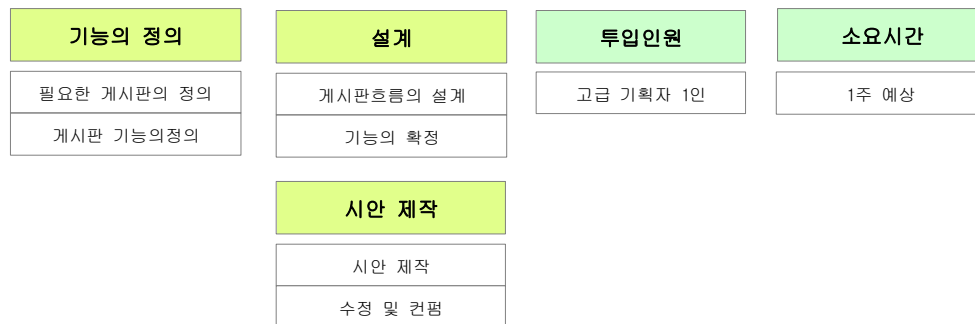 기능의 정의
필요한 게시판의 정의
게시판 기능의정의
설계
게시판흐름의 설계
기능의 확정
투입인원
고급 기획자 1인
소요시간
1주 예상
시안 제작
시안 제작
수정 및 컨펌